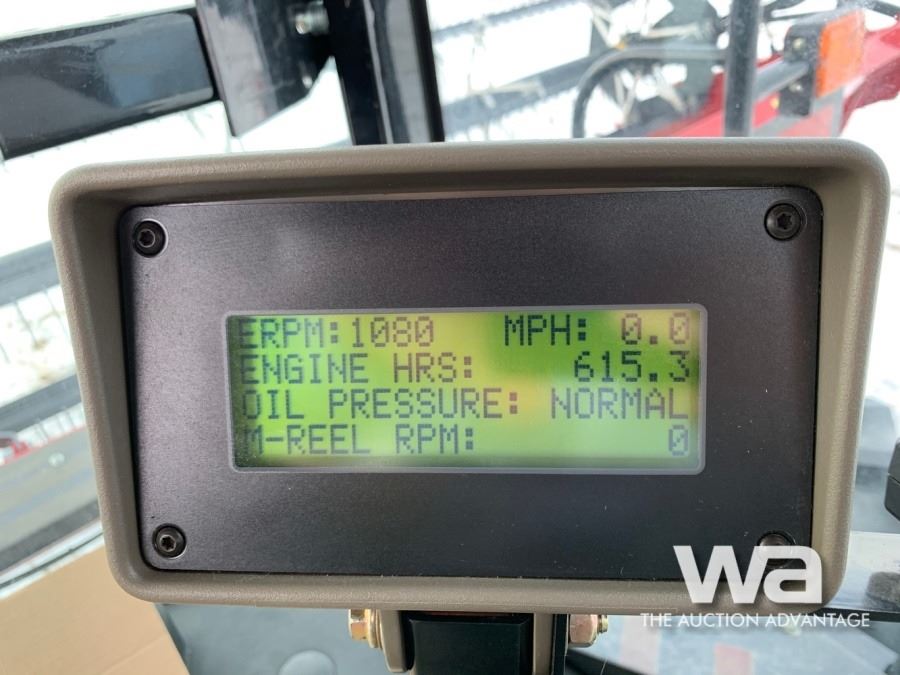 ERPM:1080 MPH: 0.0
ENGINE HRS: 615.3
OIL PRESSURE: NORMAL
M-REEL RPM: 0
wa
THE AUCTION ADVANTAGE